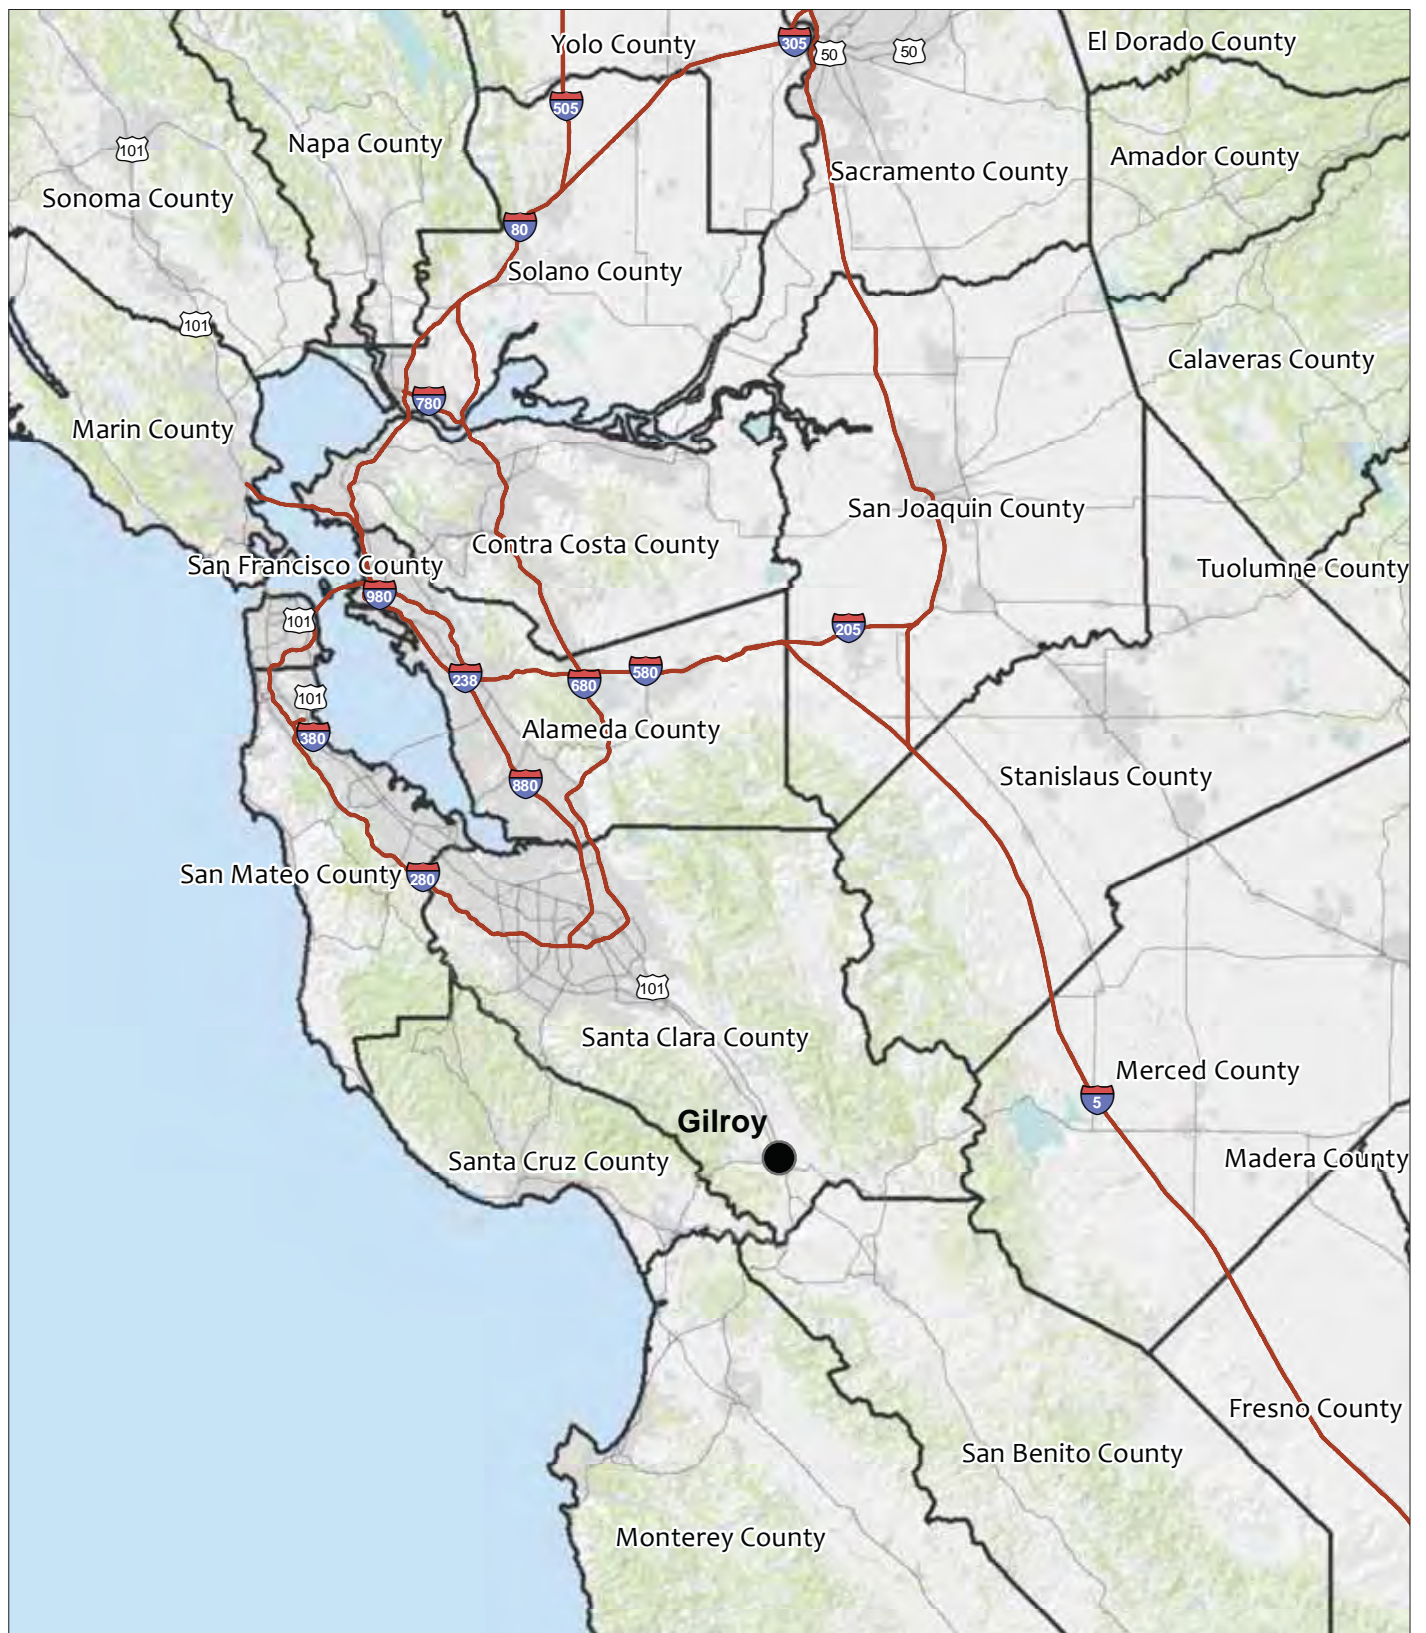 Yolo County
305
50
50
El Dorado County
505
101
Napa County
Amador County
Sacramento County
Sonoma County
80
Solano County
101
Calaveras County
780
Marin County
San Joaquin County
Contra Costa County
San Francisco County
Tuolumne County
980
101
205
238
680
580
101
380
Alameda County
880
Stanislaus County
San Mateo County
280
101
Santa Clara County
Merced County
5
Gilroy
Santa Cruz County
Madera County
Fresno County
San Benito County
Monterey County